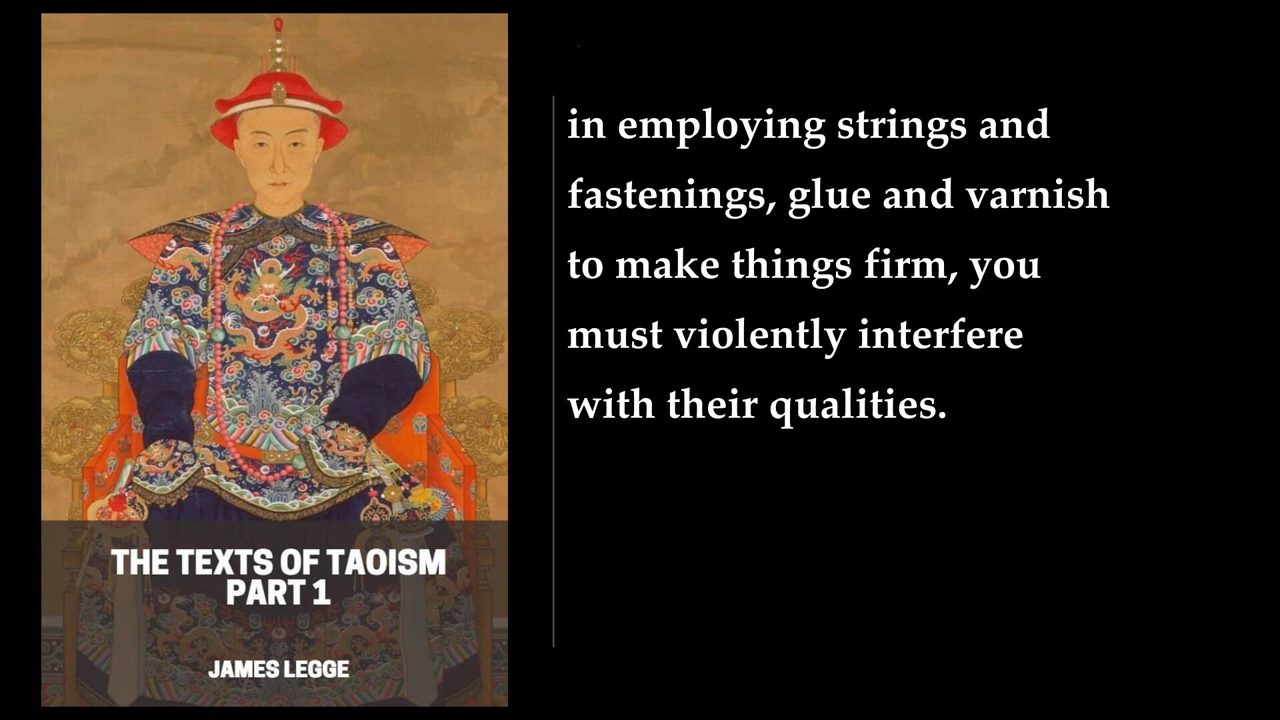 in employing strings and
fastenings, glue and varnish
to make things firm, you
must violently interfere
with their qualities.
THE TEXTS OF TAOISM
PART 1
JAMES LEGGE